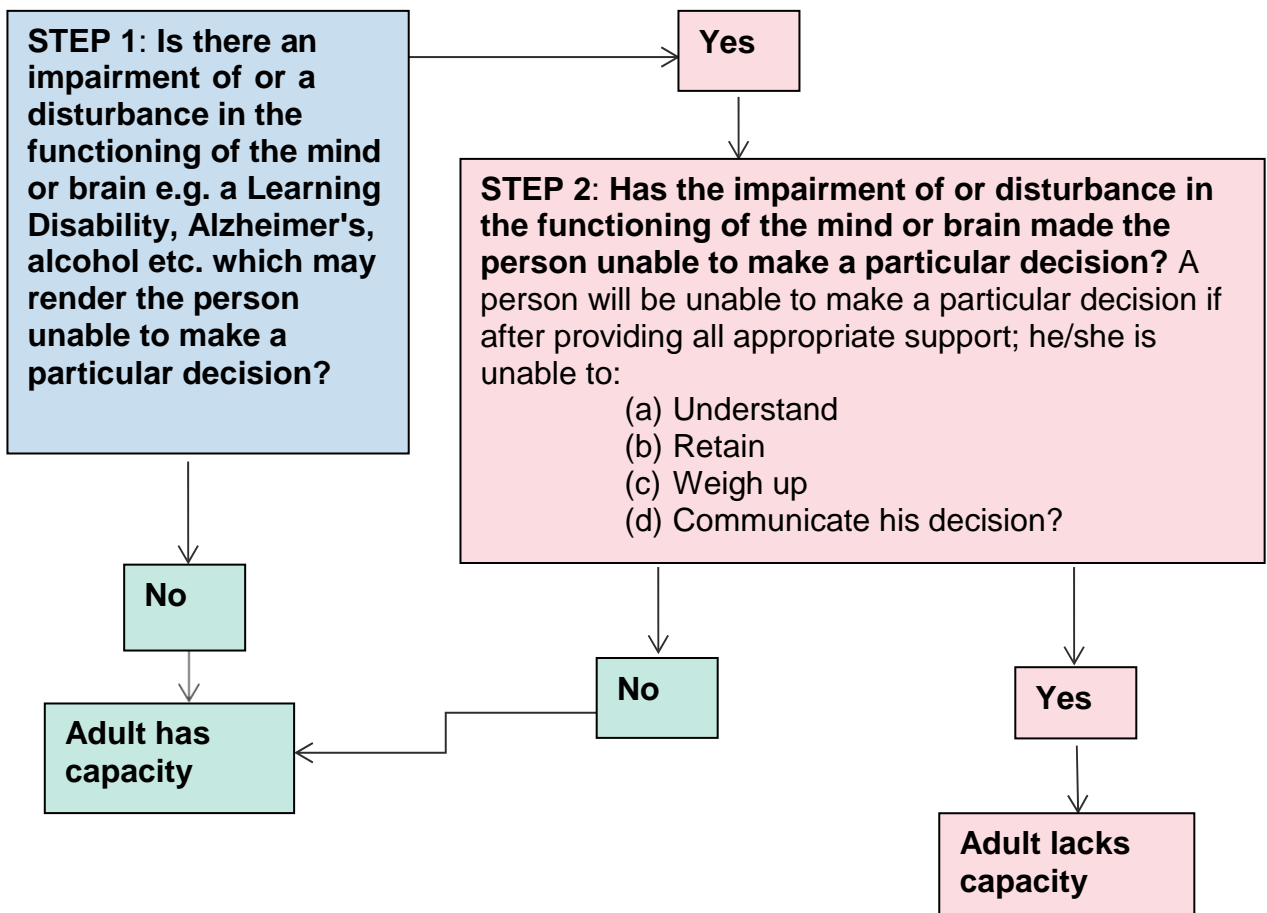 STEP 1: Is there an
impairment of or a
disturbance in the
functioning of the mind
or brain e.g. a Learning
Disability, Alzheimer's,
alcohol etc. which may
render the person
unable to make a
particular decision?
Yes
STEP 2: Has the impairment of or disturbance in
the functioning of the mind or brain made the
person unable to make a particular decision? A
person will be unable to make a particular decision if
after providing all appropriate support; he/she is
unable to:
(a) Understand
(b) Retain
(c) Weigh up
(d) Communicate his decision?
No
No
Yes
Adult has
capacity
Adult lacks
capacity